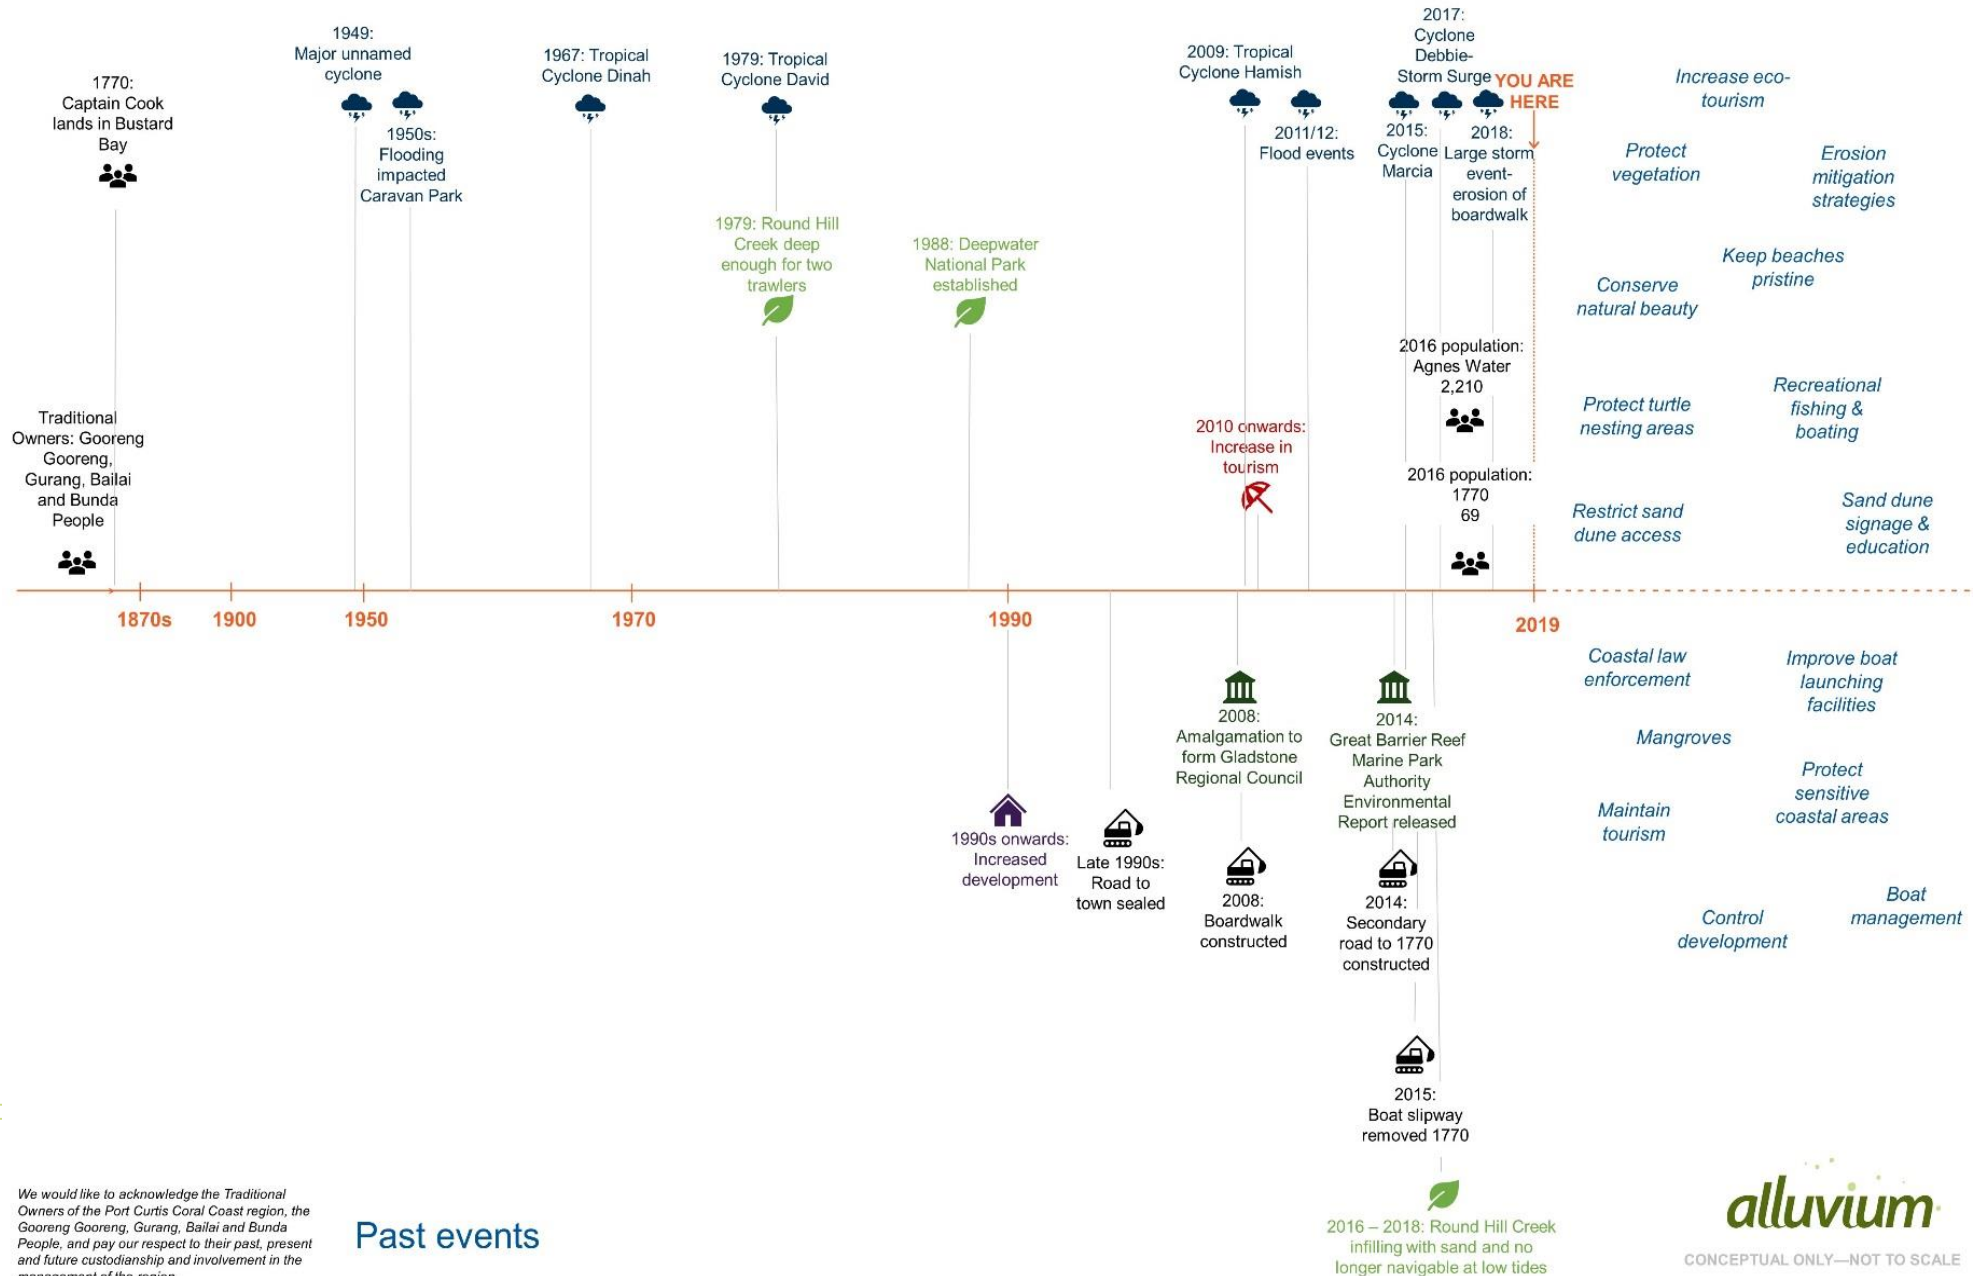 1770:
Captain Cook
lands in Bustard
Bay
Traditional
Owners: Gooreng
Gooreng,
Gurang, Bailai
and Bunda
People
1949:
Major unnamed
cyclone
1950s:
Flooding
impacted
Caravan Park
1967: Tropical
Cyclone Dinah
1979: Tropical
Cyclone David
1979: Round Hill
Creek deep
enough for two
trawlers
1988: Deepwater
National Park
established
2009: Tropical
Cyclone Hamish
2011/12:
Flood events
2010 onwards:
Increase in
tourism
2017:
Cyclone
Debbie-
Storm Surge
2015:
Cyclone
Marcia
2018:
Large storm
event-
erosion of
boardwalk
YOU ARE
HERE
2016 population:
Agnes Water
2,210
2016 population:
1770
69
Increase eco-
tourism
Protect
vegetation
Erosion
mitigation
strategies
Keep beaches
pristine
Conserve
natural beauty
Recreational
fishing &
boating
Protect turtle
nesting areas
Sand dune
signage &
education
Restrict sand
dune access
1870s
1900
1950
1970
1990
2019
1990s onwards:
Increased
development
Late 1990s:
Road to
town sealed
2008:
Amalgamation to
form Gladstone
Regional Council
2008:
Boardwalk
constructed
2014:
Great Barrier Reef
Marine Park
Authority
Environmental
Report released
2014:
Secondary
road to 1770
constructed
2015:
Boat slipway
removed 1770
2016 – 2018: Round Hill Creek
infilling with sand and no
longer navigable at low tides
Coastal law
enforcement
Improve boat
launching
facilities
Mangroves
Protect
sensitive
coastal areas
Maintain
tourism
Boat
management
Control
development
We would like to acknowledge the Traditional
Owners of the Port Curtis Coral Coast region, the
Gooreng Gooreng, Gurang, Bailai and Bunda
People, and pay our respect to their past, present
and future custodianship and involvement in the
management of the region
Past events
alluvium
CONCEPTUAL ONLY—NOT TO SCALE